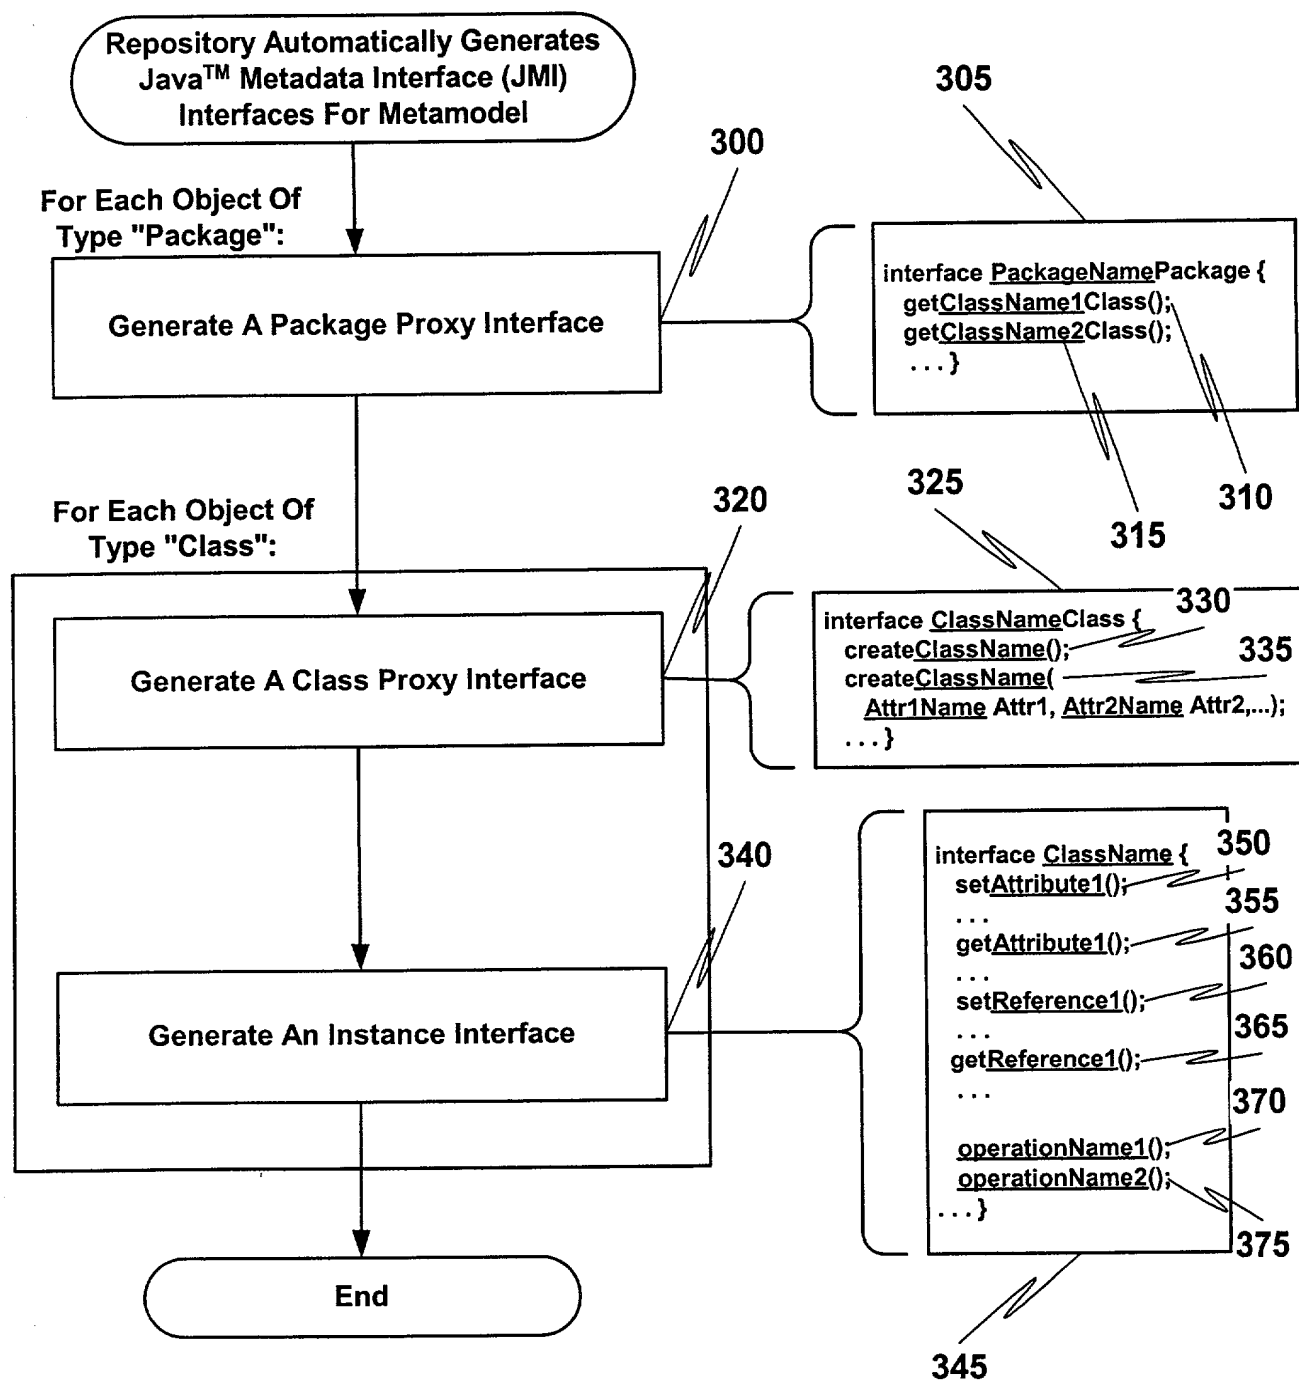 Repository Automatically Generates
Java™ Metadata Interface (JMI)
Interfaces For Metamodel
305
300
For Each Object Of
Type "Package":
Generate A Package Proxy Interface
interface PackageNamePackage {
getClassName1Class();
getClassName2Class();
. . . }
310
315
325
320
For Each Object Of
Type "Class":
Generate A Class Proxy Interface
interface ClassNameClass {
330
createClassName();
335
createClassName(
Attr1Name Attr1, Attr2Name Attr2,...);
. . . }
340
Generate An Instance Interface
interface ClassName {
350
setAttribute1();
355
. . .
getAttribute1();
360
. . .
setReference1();
365
. . .
getReference1();
. . .
370
operationName1();
operationName2();
. . . }
375
End
345